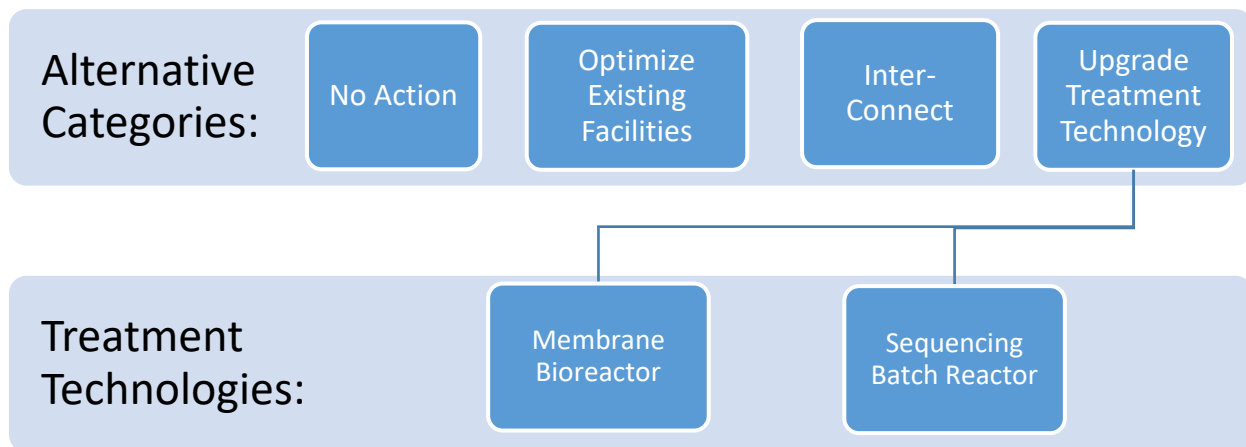 Alternative
Categories:
No Action
Optimize
Existing
Facilities
Inter-
Connect
Upgrade
Treatment
Technology
Treatment
Technologies:
Membrane
Bioreactor
Sequencing
Batch Reactor